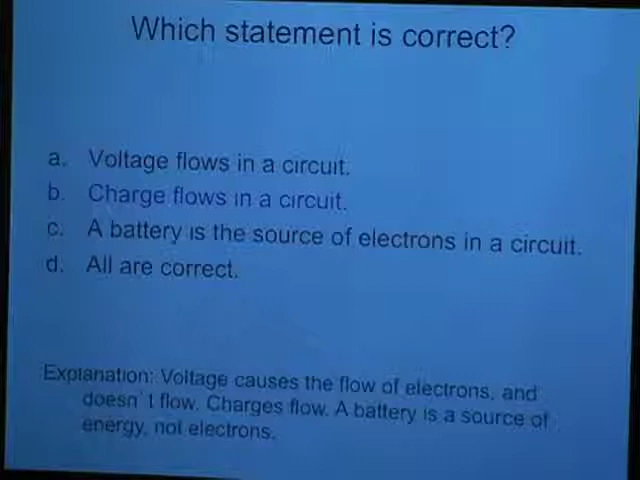 Which statement is correct?
a. Voltage flows in a circuit.
b. Charge flows in a circuit.
c. A battery is the source of electrons in a circuit.
d. All are correct.
Explanation: Voltage causes the flow of electrons, and
doesn't flow. Charges flow. A battery is a source of
energy, not electrons.